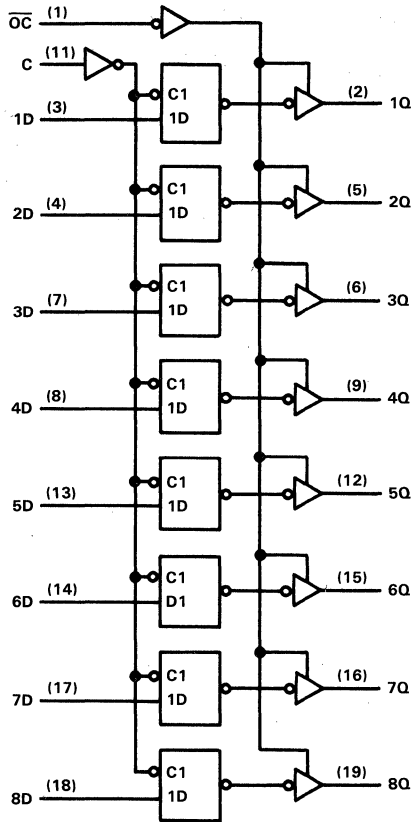 OC (1)
C (11)
C1 (2)
1D (3) 1D 1Q
C1 (5)
2D (4) 1D 2Q
C1 (6)
3D (7) 1D 3Q
C1 (9)
4D (8) 1D 4Q
C1 (12)
5D (13) 1D 5Q
C1 (15)
6D (14) D1 6Q
C1 (16)
7D (17) 1D 7Q
C1 (19)
8D (18) 1D 8Q